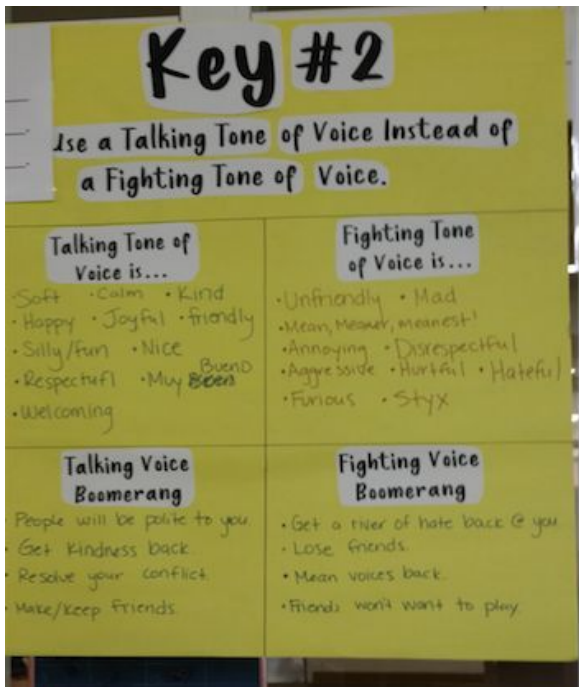 Key #2
Use a Talking Tone of Voice Instead of
a Fighting Tone of Voice.
Talking Tone of
Voice is...
• Soft • Calm • Kind
• Happy • Joyful • friendly
• Silly/fun • Nice
• Respectufl • Muy Bueno
• Welcoming
Fighting Tone
of Voice is...
• Unfriendly • Mad
• Mean, Meaner, meanest!
• Annoying • Disrespectful
• Aggressive • Hurtful • Hateful
• Furious • Styx
Talking Voice
Boomerang
• People will be polite to you.
• Get kindness back.
• Resolve your conflict.
• Make/keep friends.
Fighting Voice
Boomerang
• Get a river of hate back @ you.
• Lose friends.
• Mean voices back.
• Friends won't want to play.